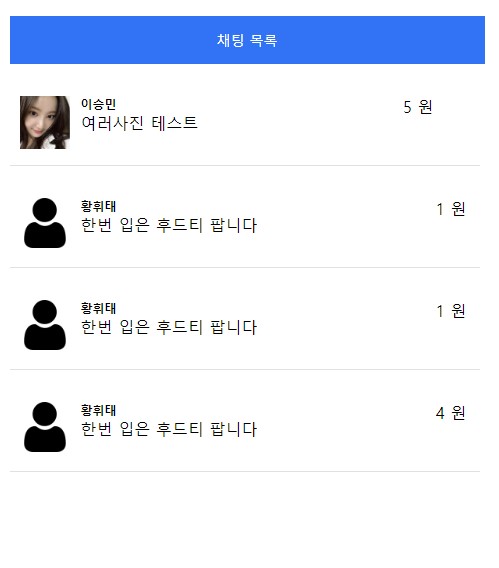 채팅 목록
이승민
5 원
여러사진 테스트
황휘태
1 원
한번 입은 후드티 팝니다
황휘태
1 원
한번 입은 후드티 팝니다
황휘태
4 원
한번 입은 후드티 팝니다